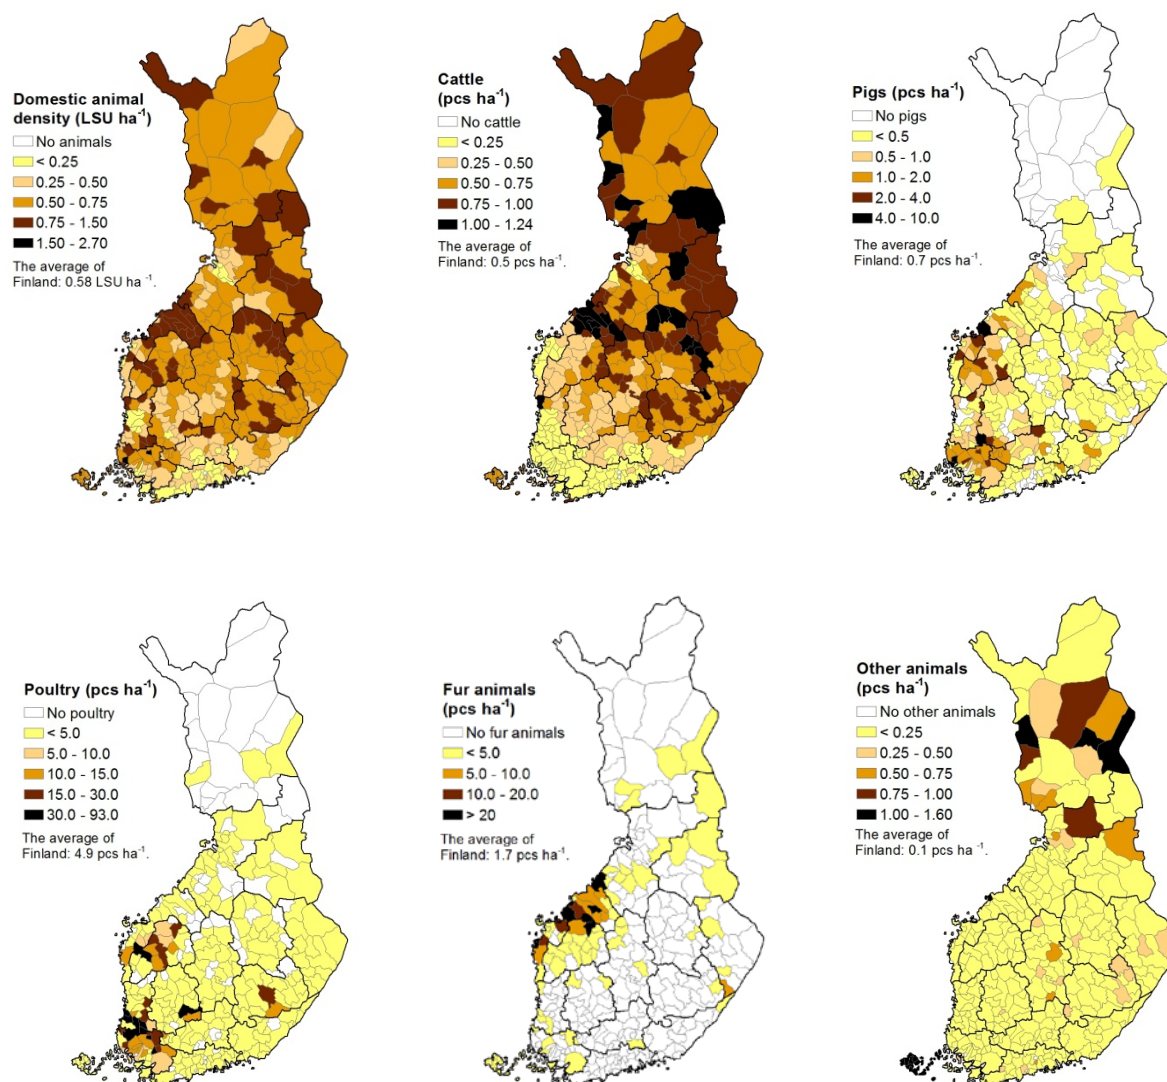 Domestic animal
density (LSU ha⁻¹)
No animals
< 0.25
0.25 - 0.50
0.50 - 0.75
0.75 - 1.50
1.50 - 2.70
The average of
Finland: 0.58 LSU ha⁻¹.
Cattle
(pcs ha⁻¹)
No cattle
< 0.25
0.25 - 0.50
0.50 - 0.75
0.75 - 1.00
1.00 - 1.24
The average of
Finland: 0.5 pcs ha⁻¹.
Pigs (pcs ha⁻¹)
No pigs
< 0.5
0.5 - 1.0
1.0 - 2.0
2.0 - 4.0
4.0 - 10.0
The average of
Finland: 0.7 pcs ha⁻¹.
Poultry (pcs ha⁻¹)
No poultry
< 5.0
5.0 - 10.0
10.0 - 15.0
15.0 - 30.0
30.0 - 93.0
The average of
Finland: 4.9 pcs ha⁻¹.
Fur animals
(pcs ha⁻¹)
No fur animals
< 5.0
5.0 - 10.0
10.0 - 20.0
> 20
The average of
Finland: 1.7 pcs ha⁻¹.
Other animals
(pcs ha⁻¹)
No other animals
< 0.25
0.25 - 0.50
0.50 - 0.75
0.75 - 1.00
1.00 - 1.60
The average of
Finland: 0.1 pcs ha⁻¹.